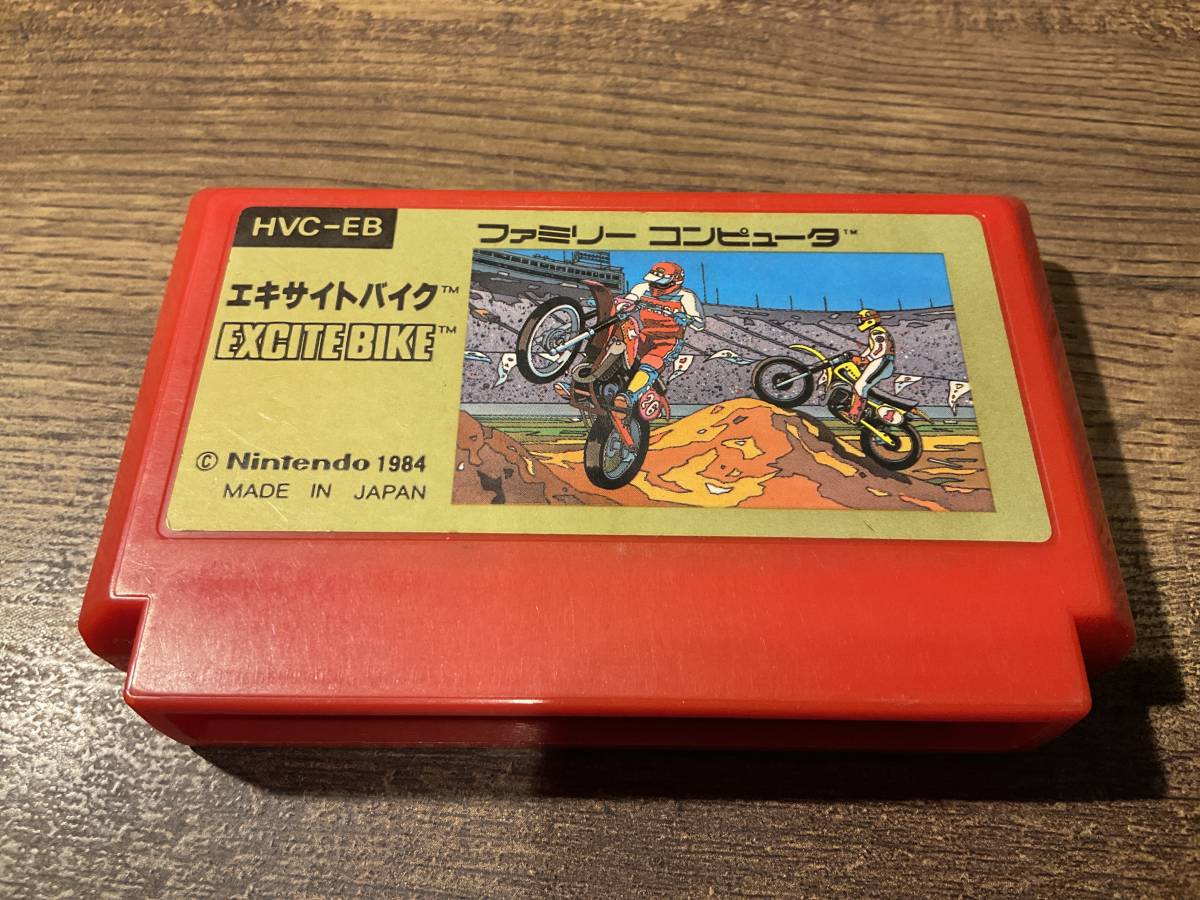 HVC-EB
ファミリー コンピュータ™
エキサイトバイク™
EXCITEBIKE™
© Nintendo 1984
MADE IN JAPAN
26